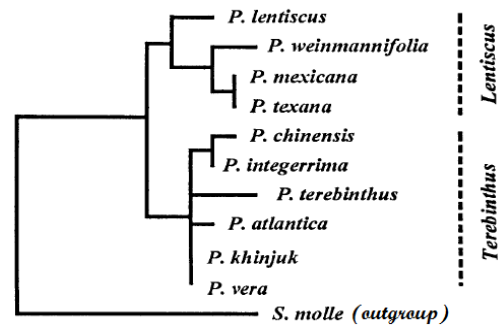 P. lentiscus
P. weinmannifolia
P. mexicana
P. texana
P. chinensis
P. integerrima
P. terebinthus
P. atlantica
P. khinjuk
P. vera
S. molle (outgroup)
Lentiscus
Terebinthus